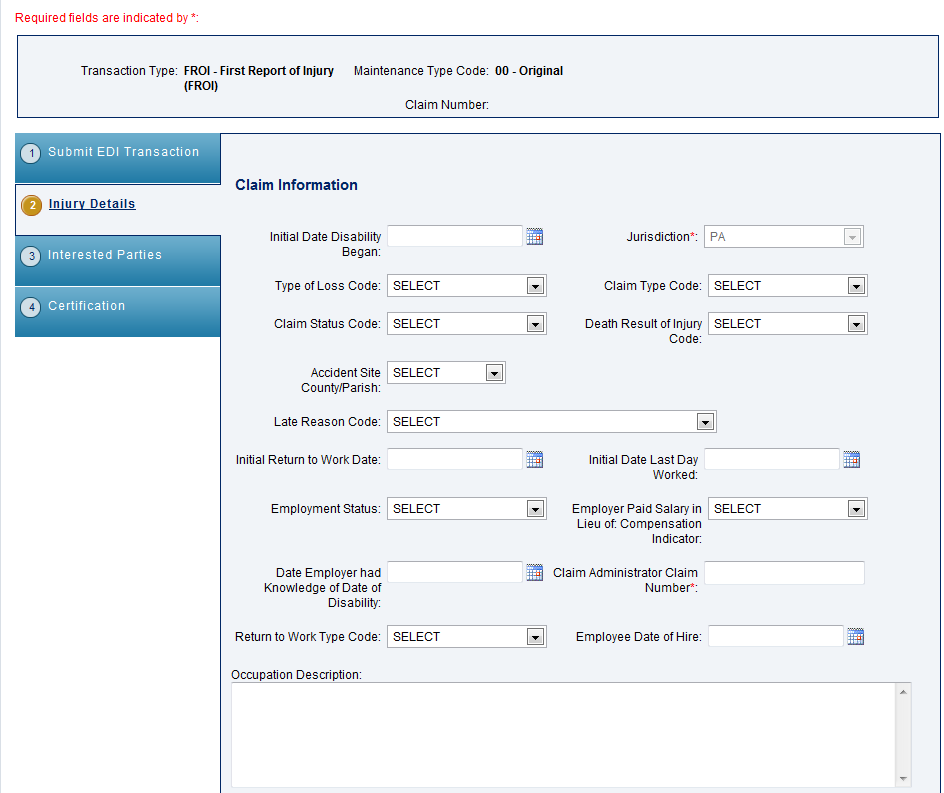 Required fields are indicated by *:
Transaction Type: FROI - First Report of Injury Maintenance Type Code: 00 - Original
(FROI)
Claim Number:
1 Submit EDI Transaction
2 Injury Details
3 Interested Parties
4 Certification
Claim Information
Initial Date Disability
Began:
Jurisdiction*: PA
Type of Loss Code: SELECT
Claim Type Code: SELECT
Claim Status Code: SELECT
Death Result of Injury SELECT
Code:
Accident Site SELECT
County/Parish:
Late Reason Code: SELECT
Initial Return to Work Date:
Initial Date Last Day
Worked:
Employment Status: SELECT
Employer Paid Salary in SELECT
Lieu of: Compensation
Indicator:
Date Employer had
Knowledge of Date of
Disability:
Claim Administrator Claim
Number*:
Return to Work Type Code: SELECT
Employee Date of Hire:
Occupation Description: